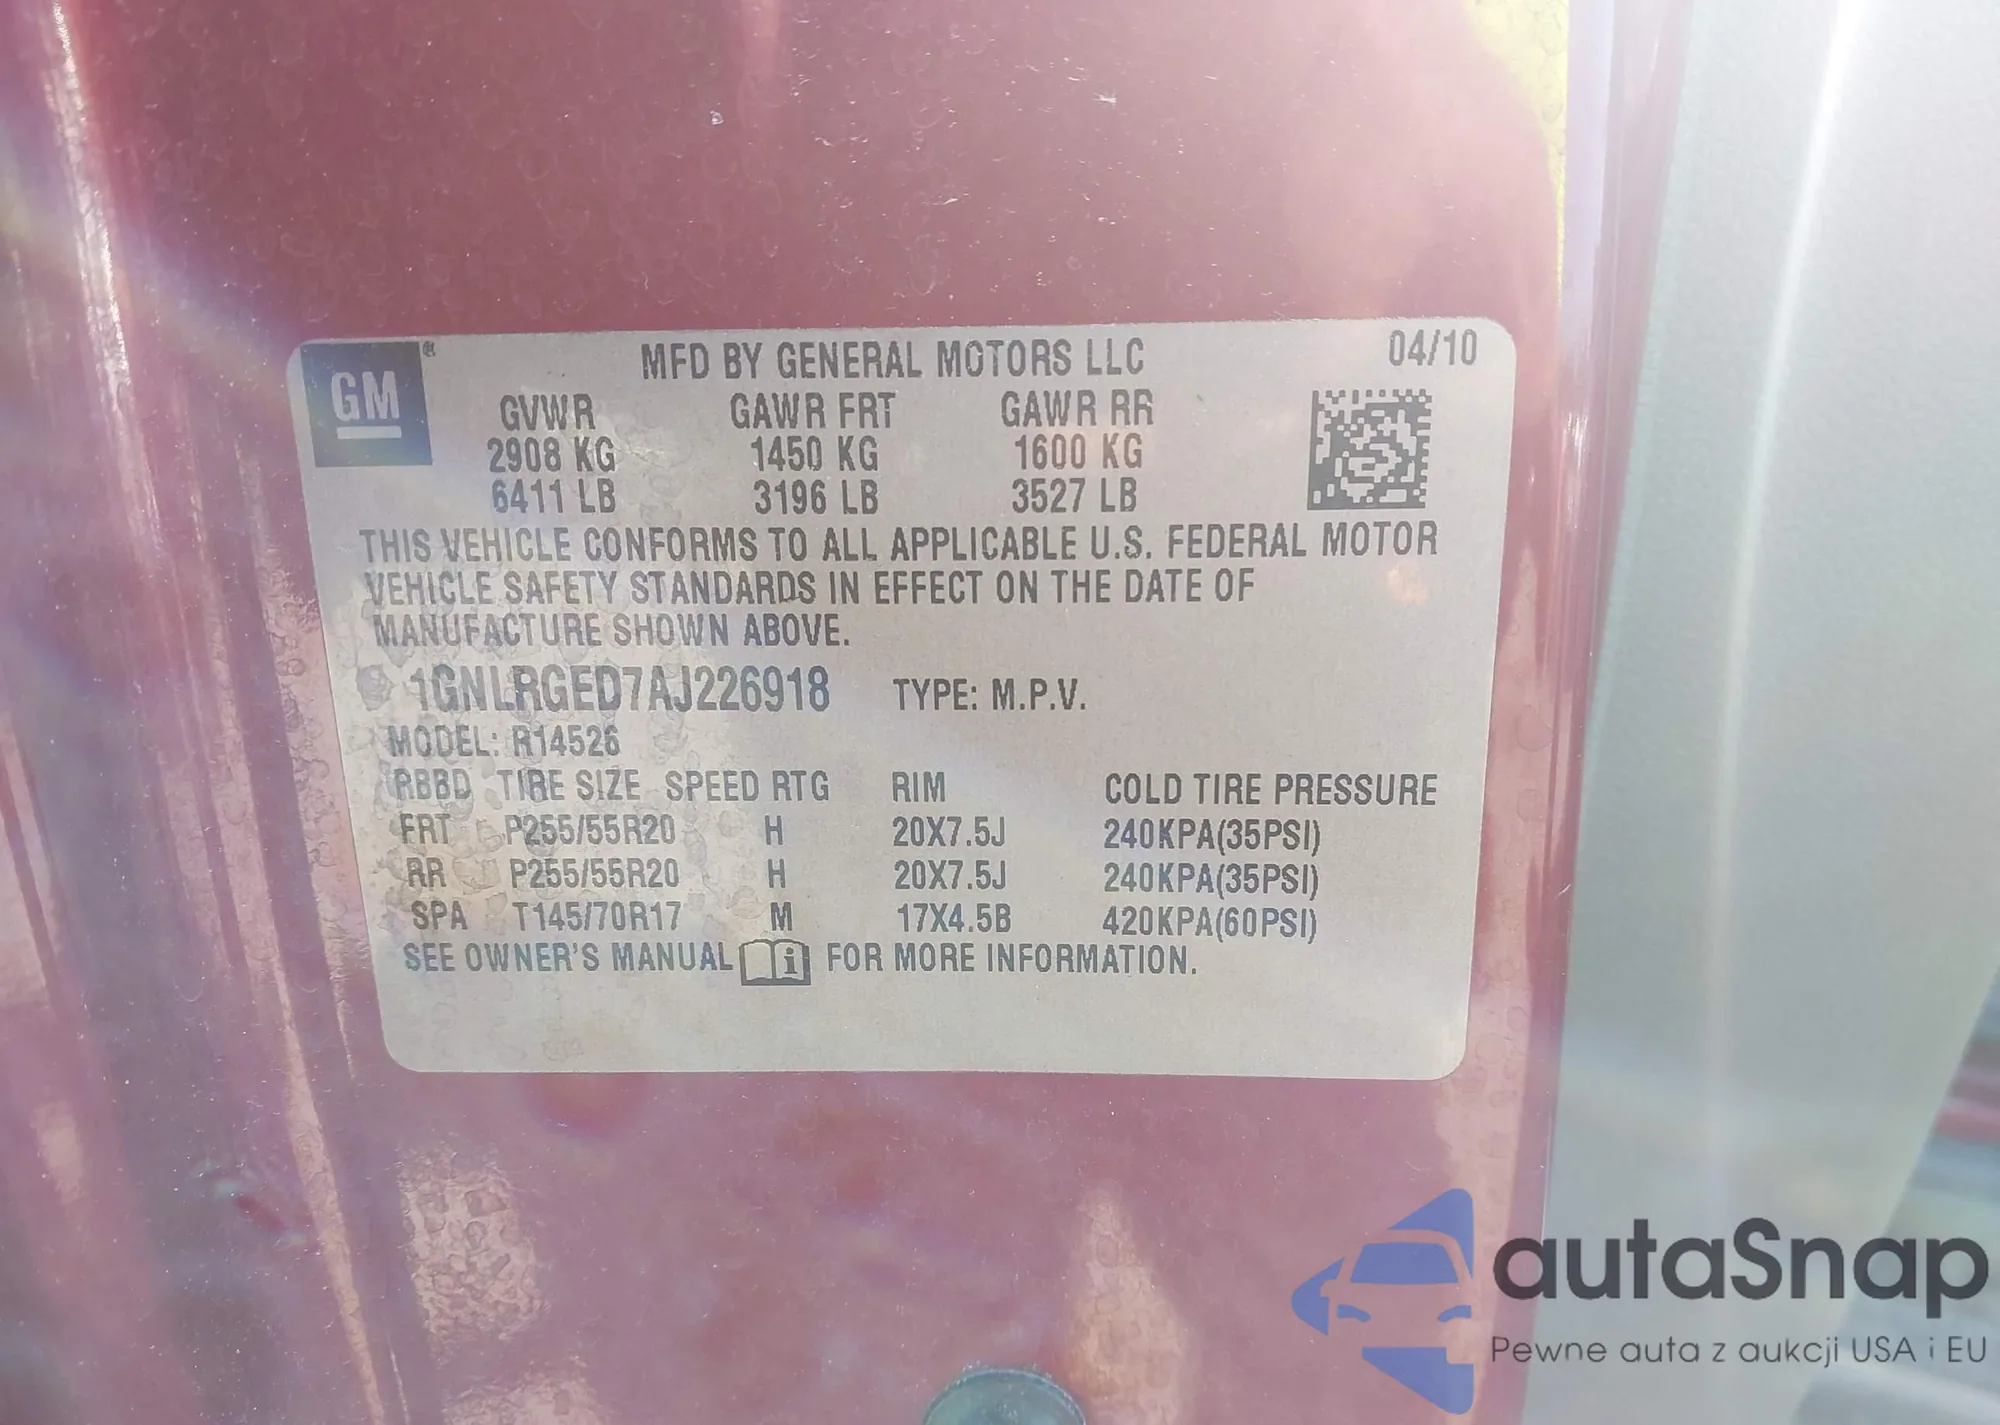 GM
MFD BY GENERAL MOTORS LLC 04/10
GVWR GAWR FRT GAWR RR
2908 KG 1450 KG 1600 KG
6411 LB 3196 LB 3527 LB
THIS VEHICLE CONFORMS TO ALL APPLICABLE U.S. FEDERAL MOTOR
VEHICLE SAFETY STANDARDS IN EFFECT ON THE DATE OF
MANUFACTURE SHOWN ABOVE.
1GNLRGED7AJ226918 TYPE: M.P.V.
MODEL: R14526
RBBD TIRE SIZE SPEED RTG RIM COLD TIRE PRESSURE
FRT P255/55R20 H 20X7.5J 240KPA(35PSI)
RR P255/55R20 H 20X7.5J 240KPA(35PSI)
SPA T145/70R17 M 17X4.5B 420KPA(60PSI)
SEE OWNER'S MANUAL FOR MORE INFORMATION.
autaSnap
Pewne auta z aukcji USA i EU